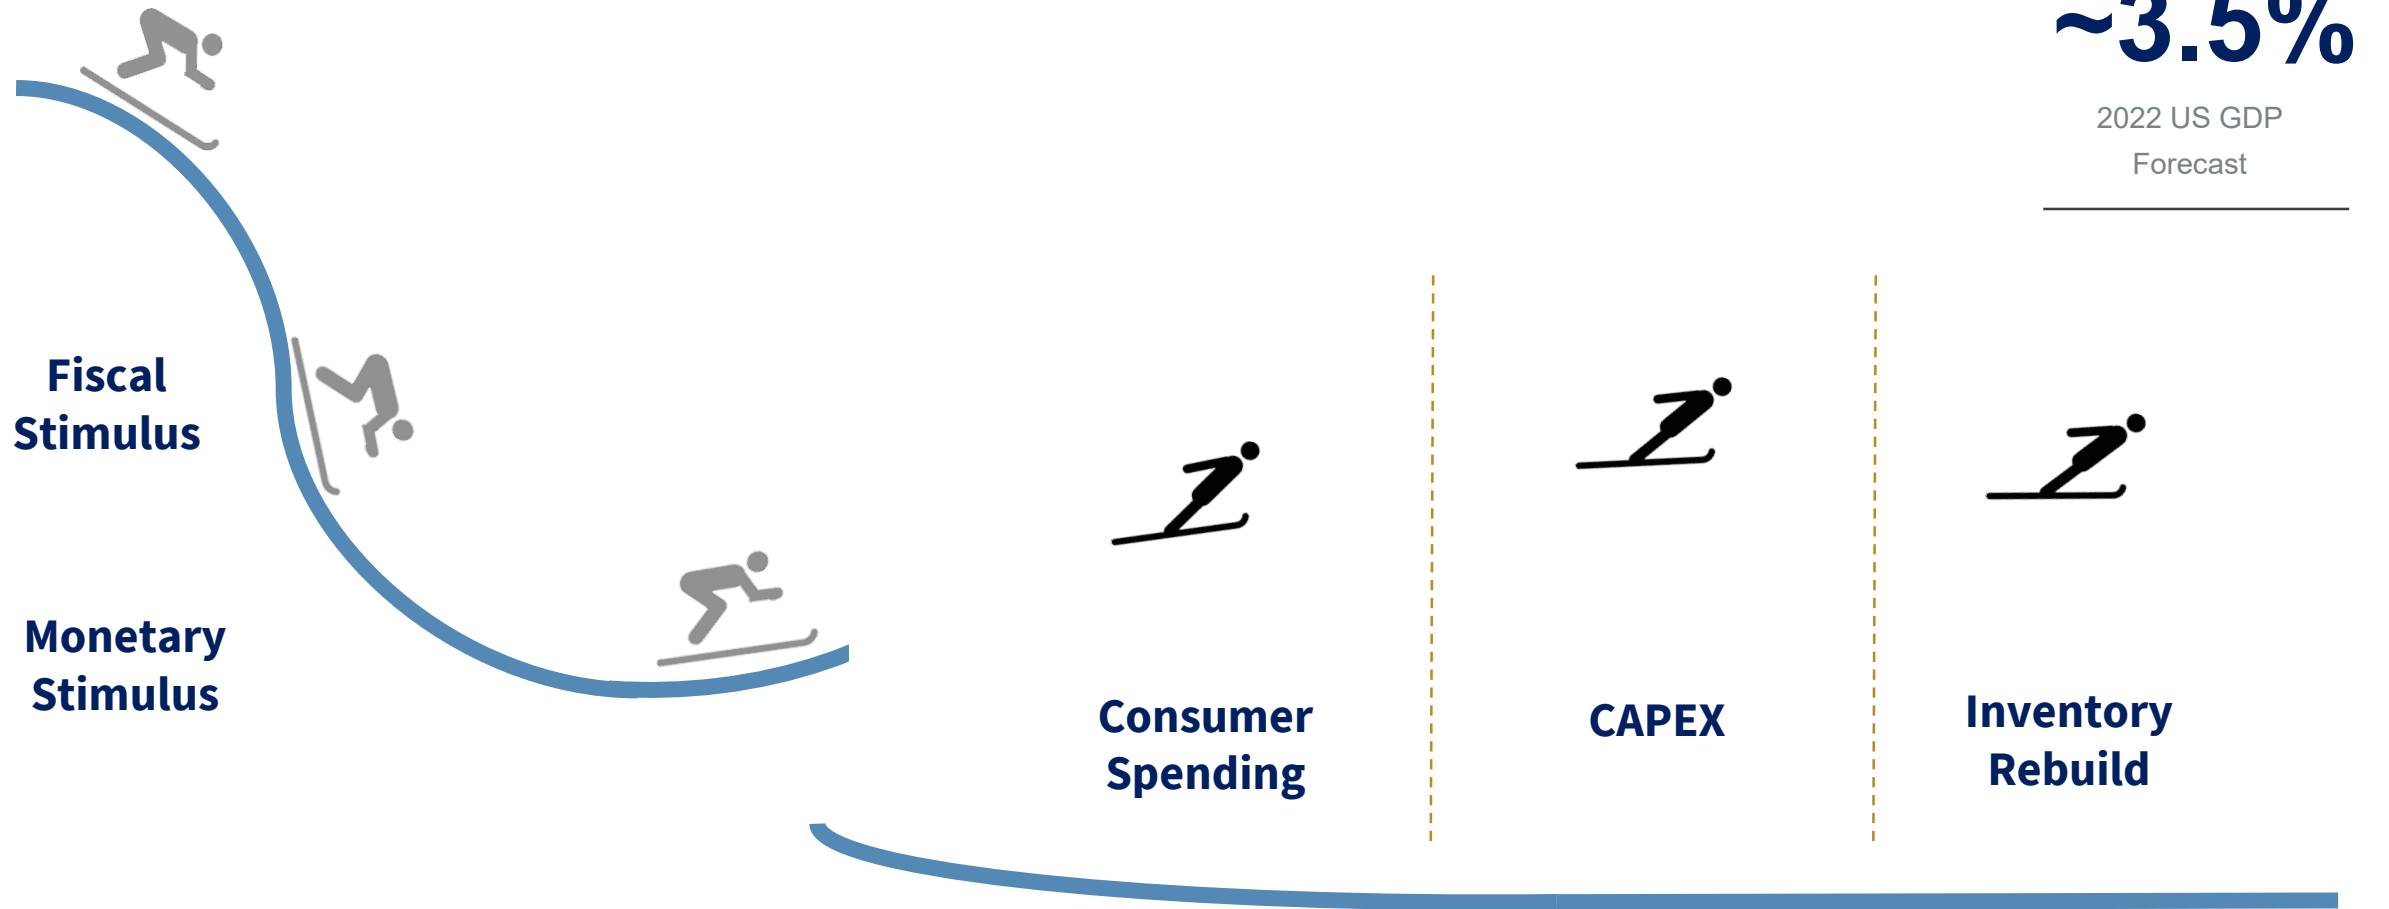 ~3.5%
2022 US GDP
Forecast
Fiscal
Stimulus
Monetary
Stimulus
Consumer
Spending
CAPEX
Inventory
Rebuild